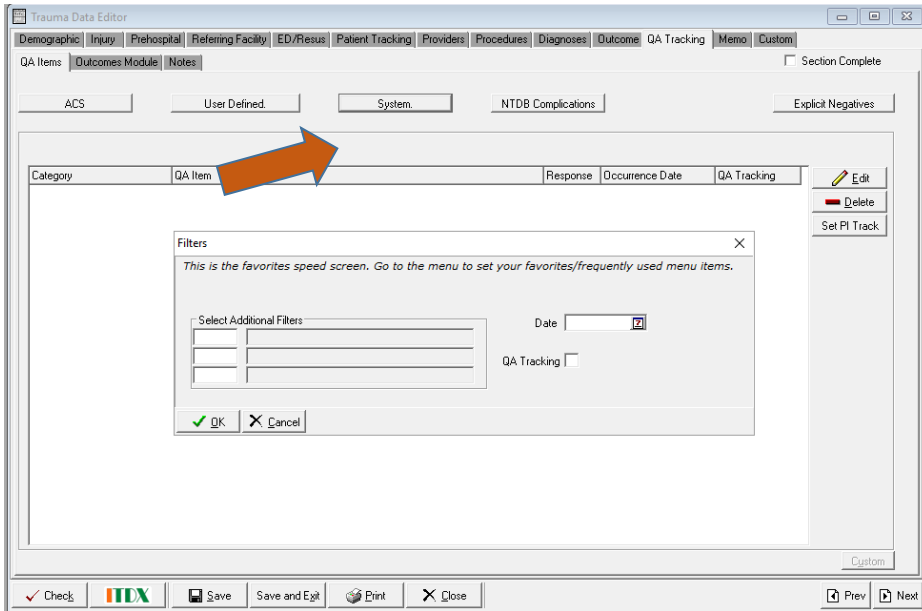 Trauma Data Editor
Demographic Injury Prehospital Referring Facility ED/Resus Patient Tracking Providers Procedures Diagnoses Outcome QA Tracking Memo Custom
QA Items Outcomes Module Notes Section Complete
ACS User Defined. System. NTDB Complications Explicit Negatives
Category QA Item Response Occurrence Date QA Tracking
Edit
Delete
Set PI Track
Filters
This is the favorites speed screen. Go to the menu to set your favorites/frequently used menu items.
Select Additional Filters
Date
QA Tracking
OK Cancel
Custom
Check ITDX Save Save and Exit Print Close Prev Next